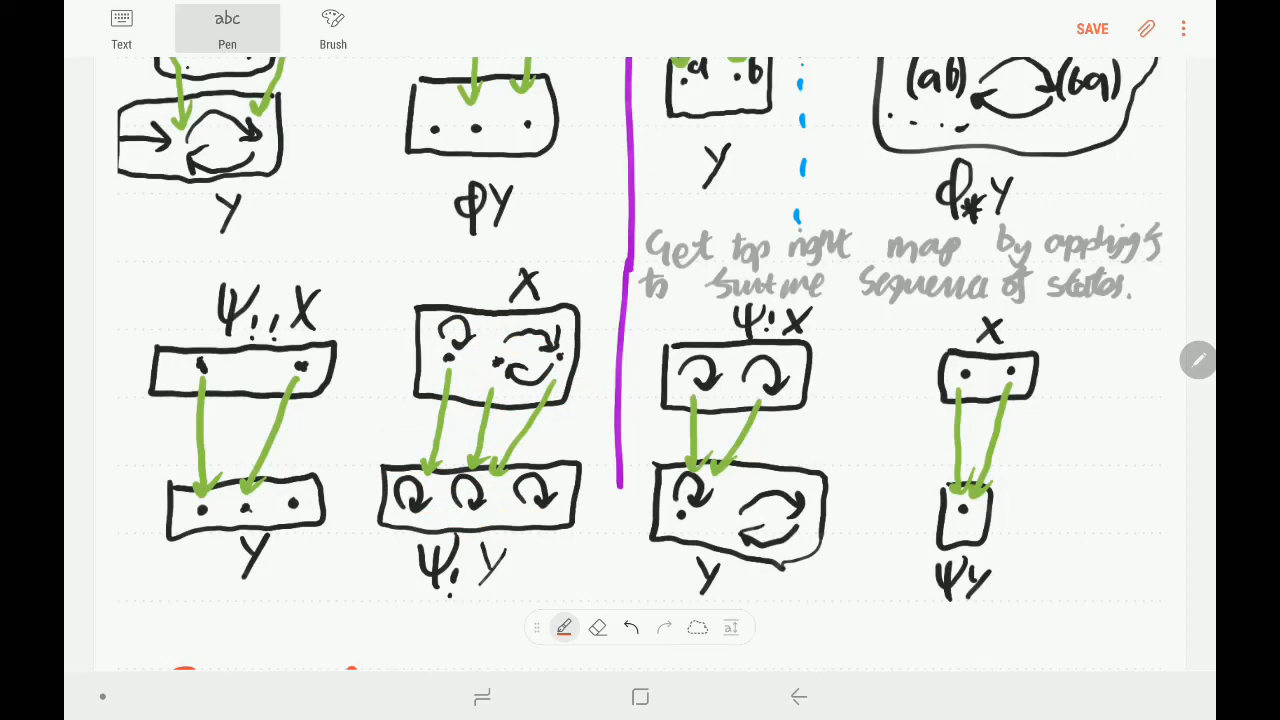 abc
Text
Pen
Brush
SAVE
a b
(ab) (ba)
Y
ϕY
Y
ϕ*Y
Get top right map by applying
to Sequence of states.
ψ!! X
X
ψ! X
X
Y
ψ! Y
Y
ψY